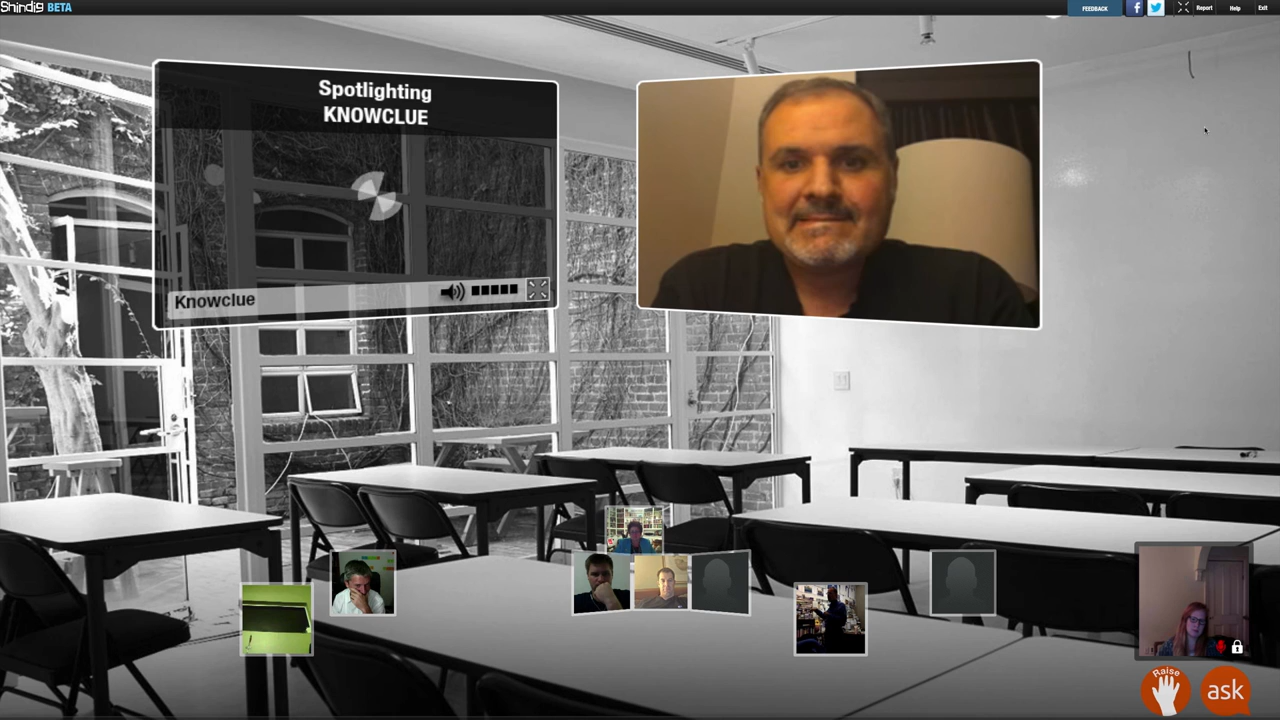 Shindig BETA
FEEDBACK
Report
Help
Exit
Spotlighting
KNOWCLUE
Knowclue
Raise
ask